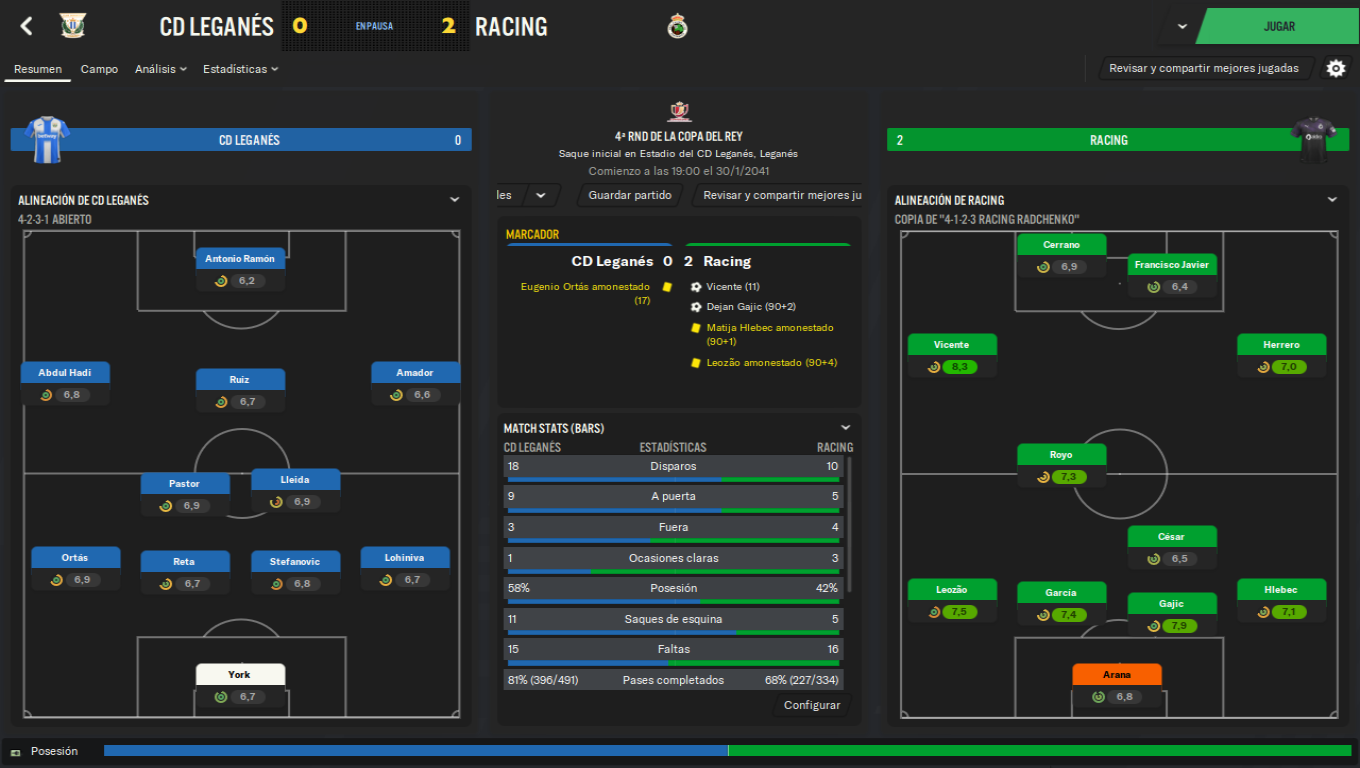 CD LEGANÉS 0 EN PAUSA 2 RACING
JUGAR
Resumen Campo Análisis Estadísticas
Revisar y compartir mejores jugadas
CD LEGANÉS 0
4ª RND DE LA COPA DEL REY
Saque inicial en Estadio del CD Leganés, Leganés
Comienzo a las 19:00 el 30/1/2041
2 RACING
les Guardar partido Revisar y compartir mejores ju
ALINEACIÓN DE CD LEGANÉS
4-2-3-1 ABIERTO
Antonio Ramón
6,2
Abdul Hadi
6,8
Ruiz
6,7
Amador
6,6
Pastor
6,9
Lleida
6,9
Ortás
6,9
Reta
6,7
Stefanovic
6,8
Lohiniva
6,7
York
6,7
MARCADOR
CD Leganés 0 2 Racing
Eugenio Ortás amonestado
(17)
Vicente (11)
Dejan Gajic (90+2)
Matija Hlebec amonestado
(90+1)
Leozão amonestado (90+4)
MATCH STATS (BARS)
CD LEGANÉS ESTADÍSTICAS RACING
18 Disparos 10
9 A puerta 5
3 Fuera 4
1 Ocasiones claras 3
58% Posesión 42%
11 Saques de esquina 5
15 Faltas 16
81% (396/491) Pases completados 68% (227/334)
Configurar
ALINEACIÓN DE RACING
COPIA DE "4-1-2-3 RACING RADCHENKO"
Cerrano
6,9
Francisco Javier
6,4
Vicente
8,3
Herrero
7,0
Royo
7,3
César
6,5
Leozão
7,5
García
7,4
Gajic
7,9
Hlebec
7,1
Arana
6,8
Posesión